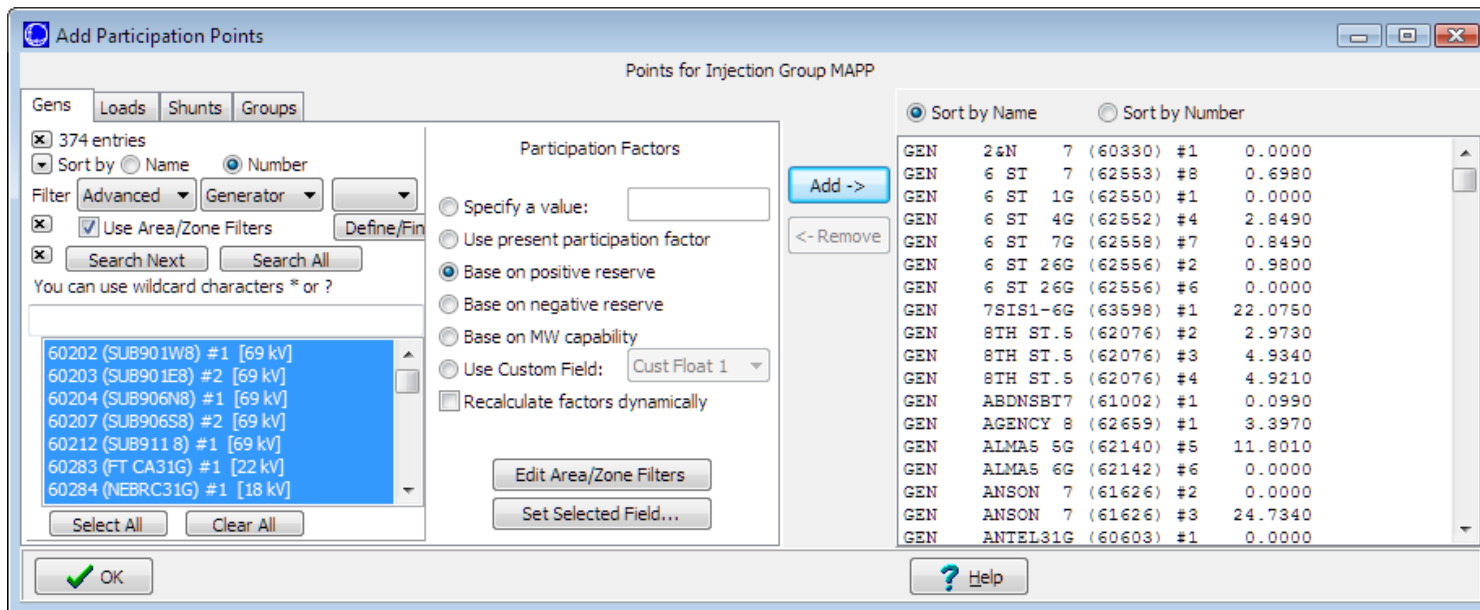 Add Participation Points
Points for Injection Group MAPP
Gens Loads Shunts Groups
374 entries
Sort by Name Number
Filter Advanced Generator
Use Area/Zone Filters Define/Fin
Search Next Search All
You can use wildcard characters * or ?
60202 (SUB901W8) #1 [69 kV]
60203 (SUB901E8) #2 [69 kV]
60204 (SUB906N8) #1 [69 kV]
60207 (SUB906S8) #2 [69 kV]
60212 (SUB911 8) #1 [69 kV]
60283 (FT CA31G) #1 [22 kV]
60284 (NEBRC31G) #1 [18 kV]
Select All Clear All
Participation Factors
Specify a value:
Use present participation factor
Base on positive reserve
Base on negative reserve
Base on MW capability
Use Custom Field: Cust Float 1
Recalculate factors dynamically
Edit Area/Zone Filters
Set Selected Field...
Add ->
<- Remove
Sort by Name Sort by Number
GEN 2&N 7 (60330) #1 0.0000
GEN 6 ST 7 (62553) #8 0.6980
GEN 6 ST 1G (62550) #1 0.0000
GEN 6 ST 4G (62552) #4 2.8490
GEN 6 ST 7G (62558) #7 0.8490
GEN 6 ST 26G (62556) #2 0.9800
GEN 6 ST 26G (62556) #6 0.0000
GEN 7SIS1-6G (63598) #1 22.0750
GEN 8TH ST.5 (62076) #2 2.9730
GEN 8TH ST.5 (62076) #3 4.9340
GEN 8TH ST.5 (62076) #4 4.9210
GEN ABDNSBT7 (61002) #1 0.0990
GEN AGENCY 8 (62659) #1 3.3970
GEN ALMA5 5G (62140) #5 11.8010
GEN ALMA5 6G (62142) #6 0.0000
GEN ANSON 7 (61626) #2 0.0000
GEN ANSON 7 (61626) #3 24.7340
GEN ANTEL31G (60603) #1 0.0000
OK
? Help